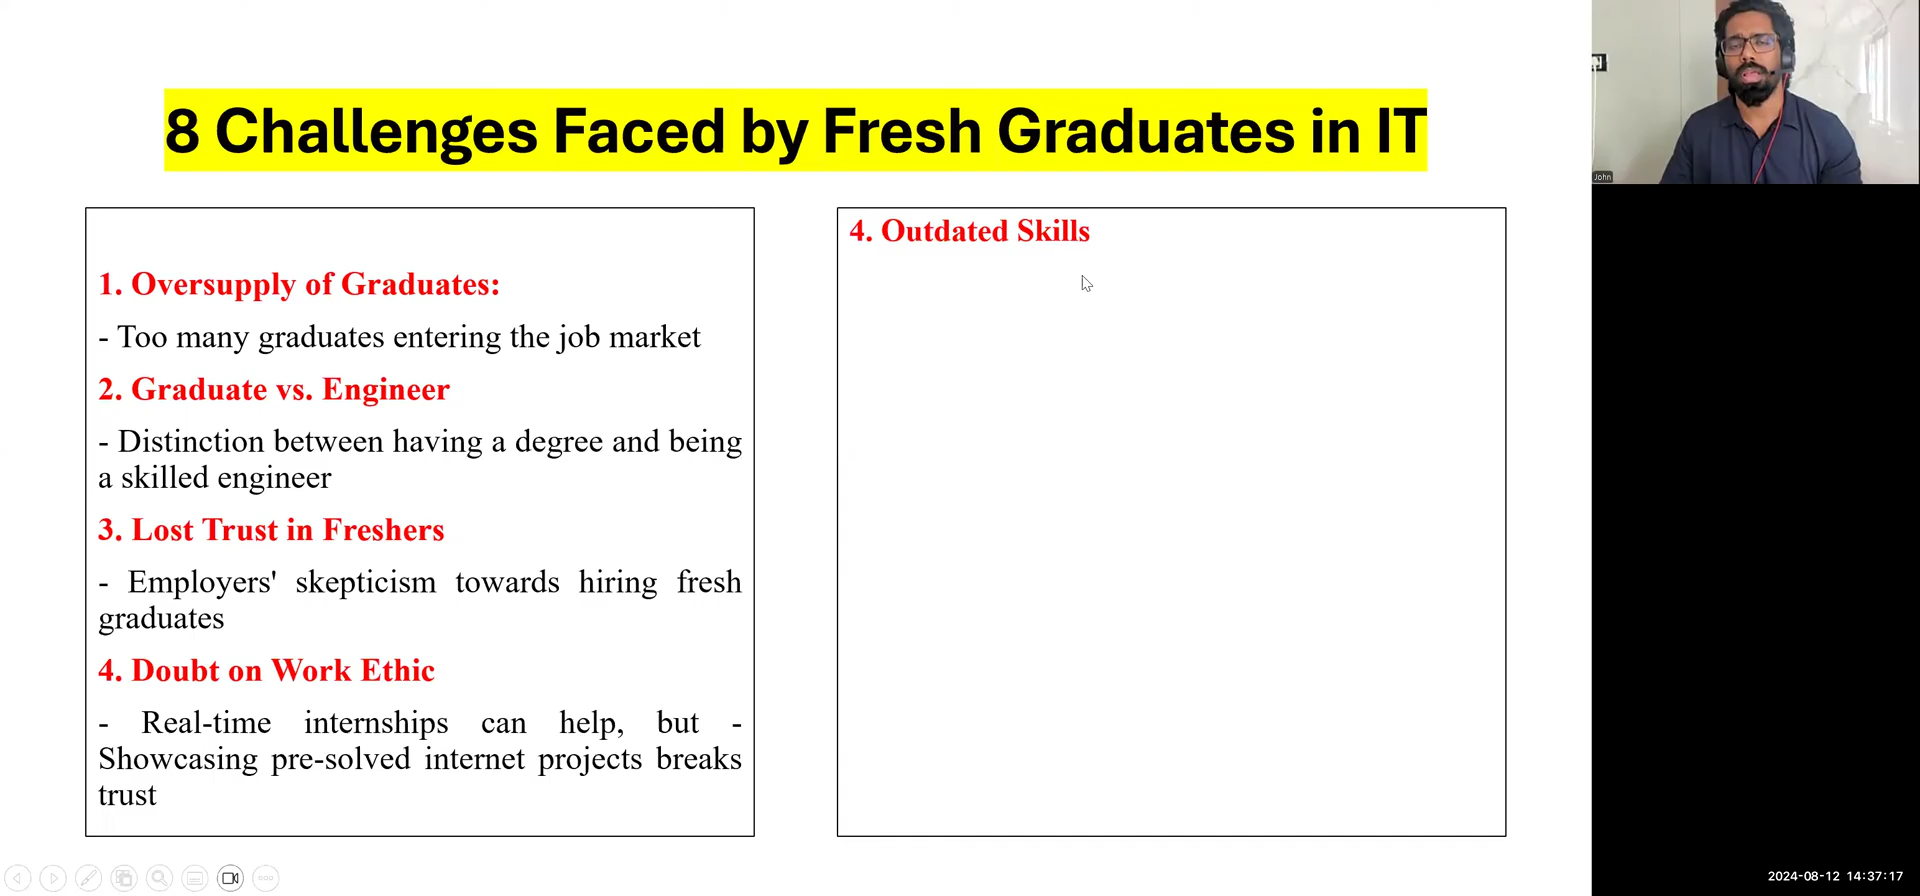 8 Challenges Faced by Fresh Graduates in IT
1. Oversupply of Graduates:
- Too many graduates entering the job market
2. Graduate vs. Engineer
- Distinction between having a degree and being
a skilled engineer
3. Lost Trust in Freshers
- Employers' skepticism towards hiring fresh
graduates
4. Doubt on Work Ethic
- Real-time internships can help, but -
Showcasing pre-solved internet projects breaks
trust
4. Outdated Skills
John
2024-08-12 14:37:17